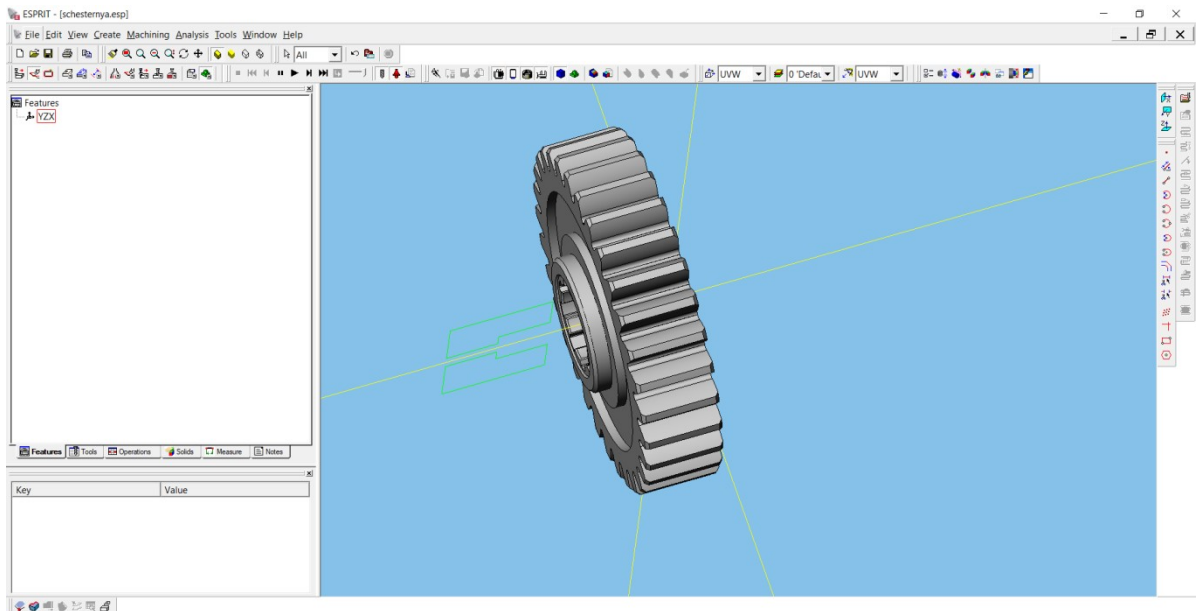 ESPRIT - [schesternya.esp]
File Edit View Create Machining Analysis Tools Window Help
All
UVW 0 'Defau UVW
Features
YZX
Features Tools Operations Solids Measure Notes
Key Value